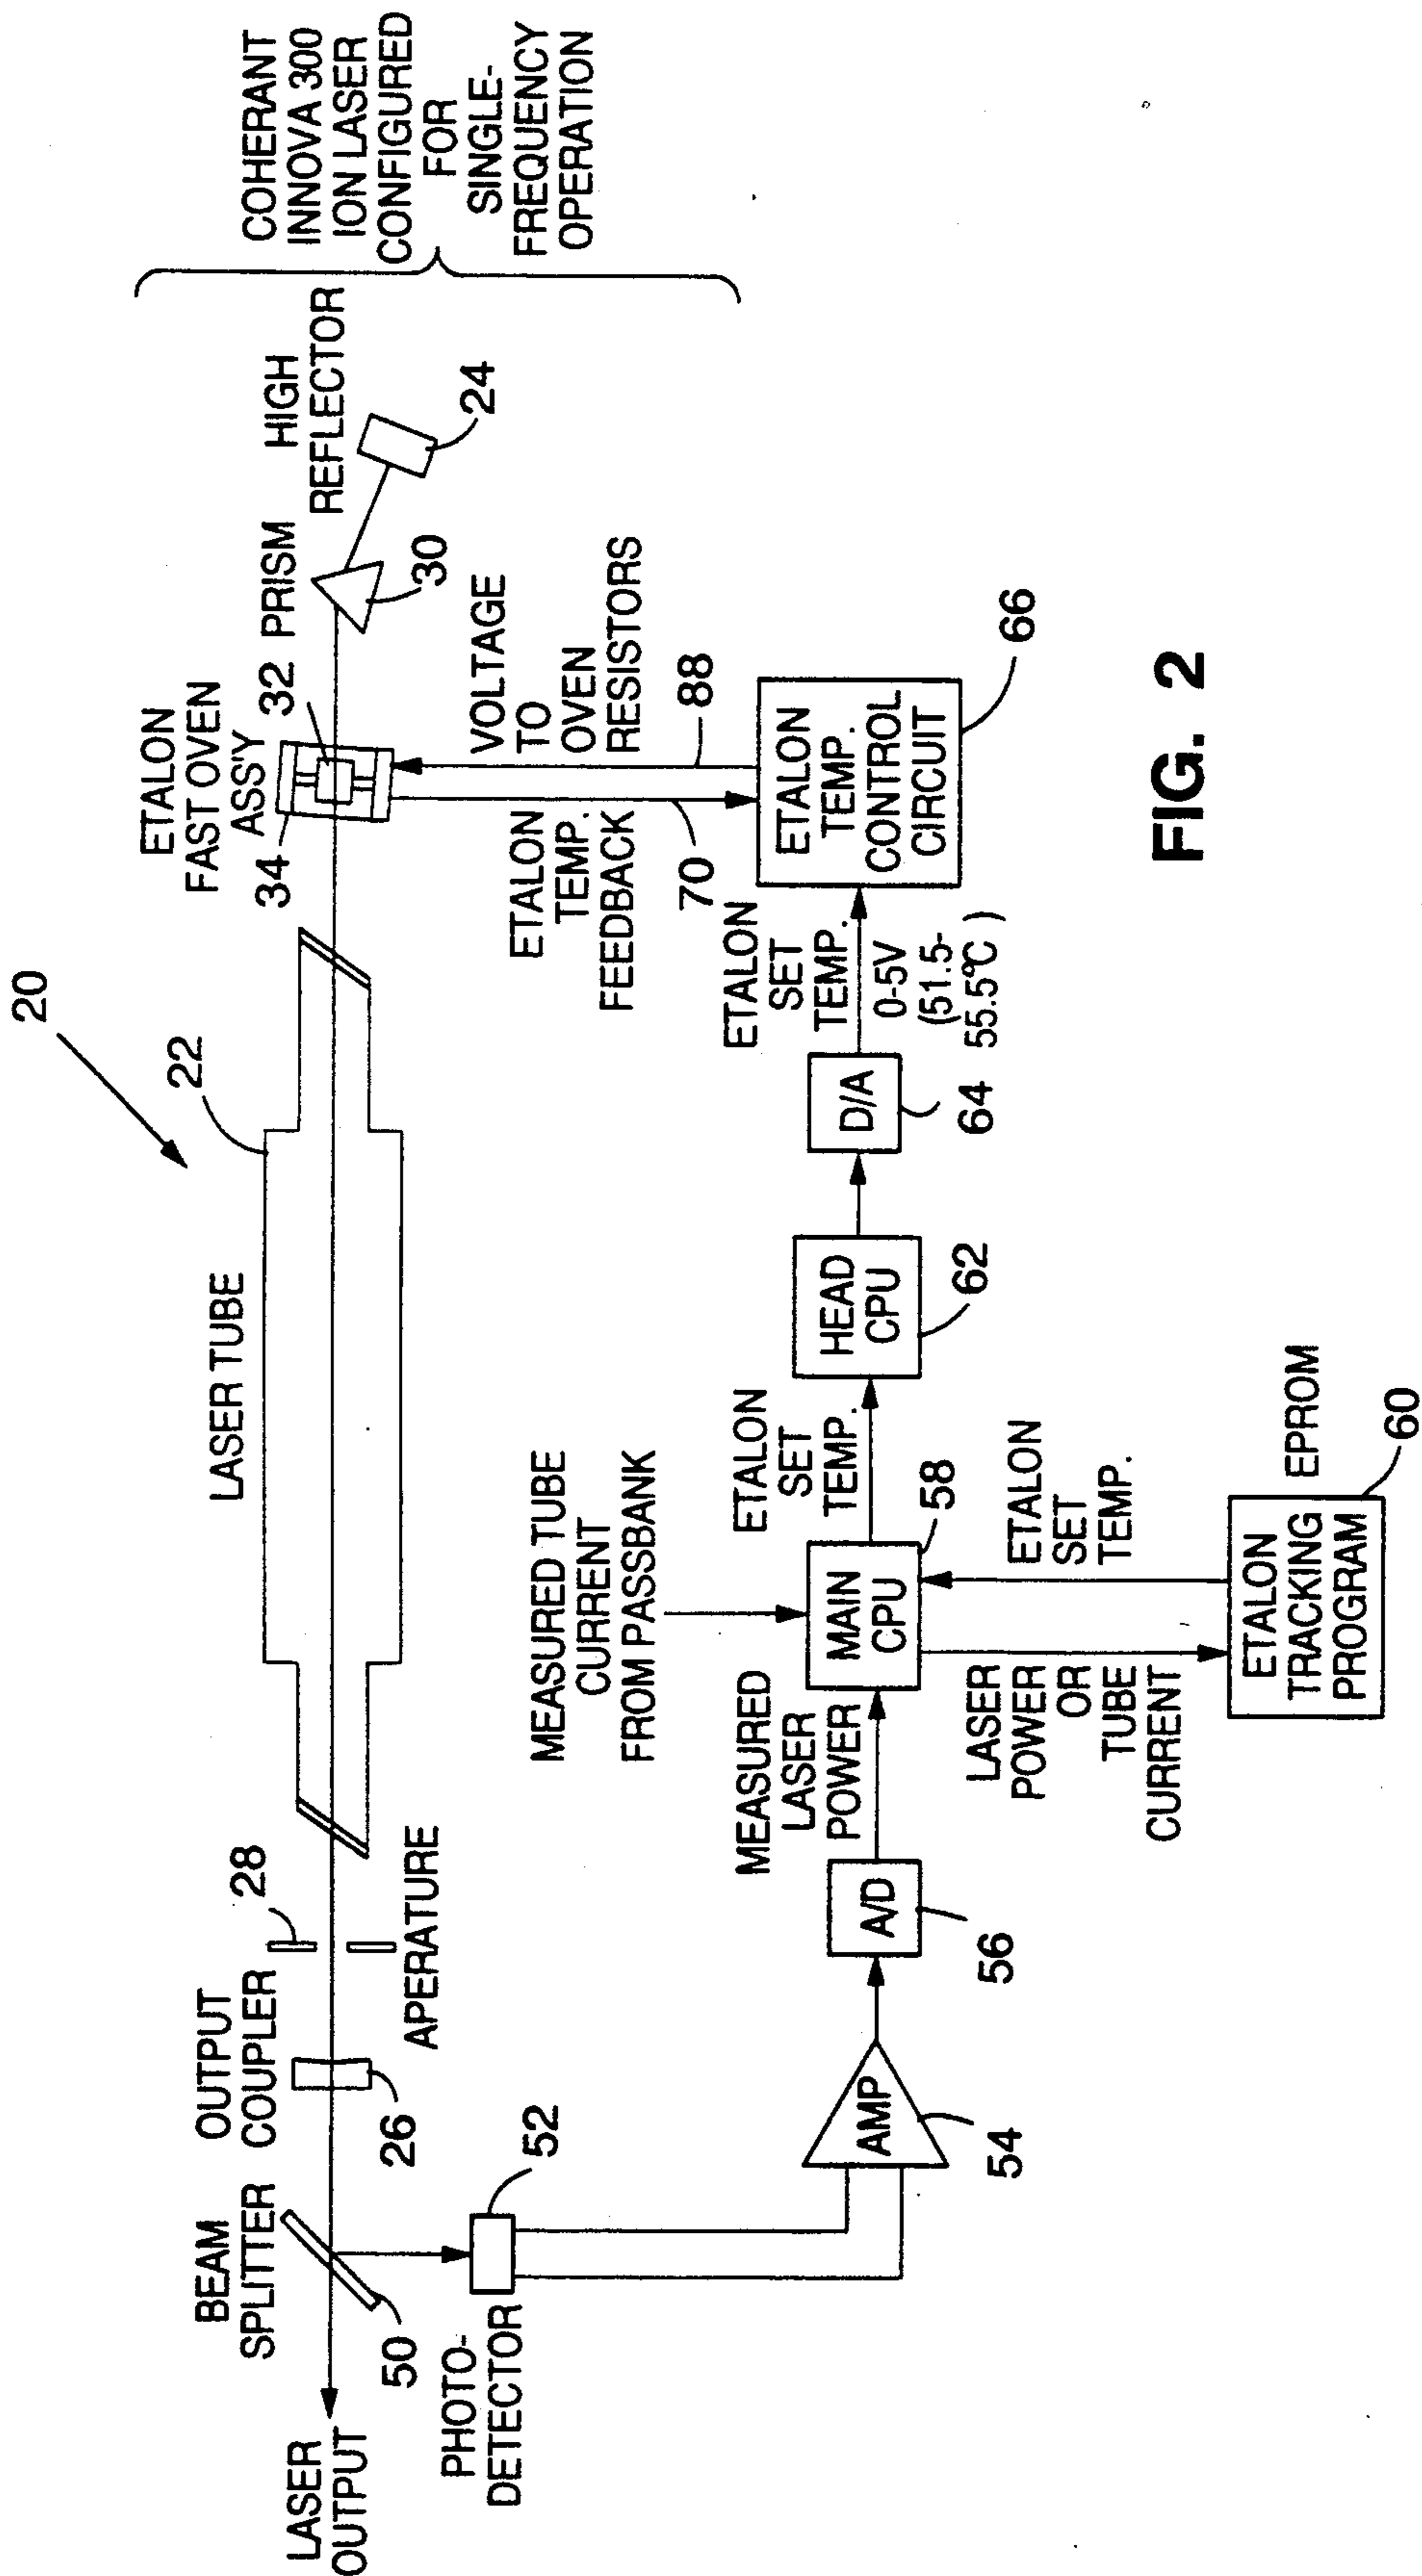 20
COHERANT
INNOVA 300
ION LASER
CONFIGURED
FOR
SINGLE-
FREQUENCY
OPERATION
LASER
OUTPUT
BEAM
SPLITTER
50
OUTPUT
COUPLER
26
28
APERATURE
LASER TUBE
22
ETALON
FAST OVEN
ASS'Y
34
32
PRISM
30
HIGH
REFLECTOR
24
PHOTO-
DETECTOR
52
ETALON
TEMP.
FEEDBACK
70
VOLTAGE
TO
OVEN
RESISTORS
88
AMP
54
A/D
56
MEASURED
LASER
POWER
MEASURED TUBE
CURRENT
FROM PASSBANK
MAIN
CPU
58
ETALON
SET
TEMP.
HEAD
CPU
62
D/A
64
ETALON
SET
TEMP.
0-5V
(51.5-
55.5°C )
ETALON
TEMP.
CONTROL
CIRCUIT
66
LASER
POWER
OR
TUBE
CURRENT
ETALON
SET
TEMP.
ETALON
TRACKING
PROGRAM
EPROM
60
FIG. 2